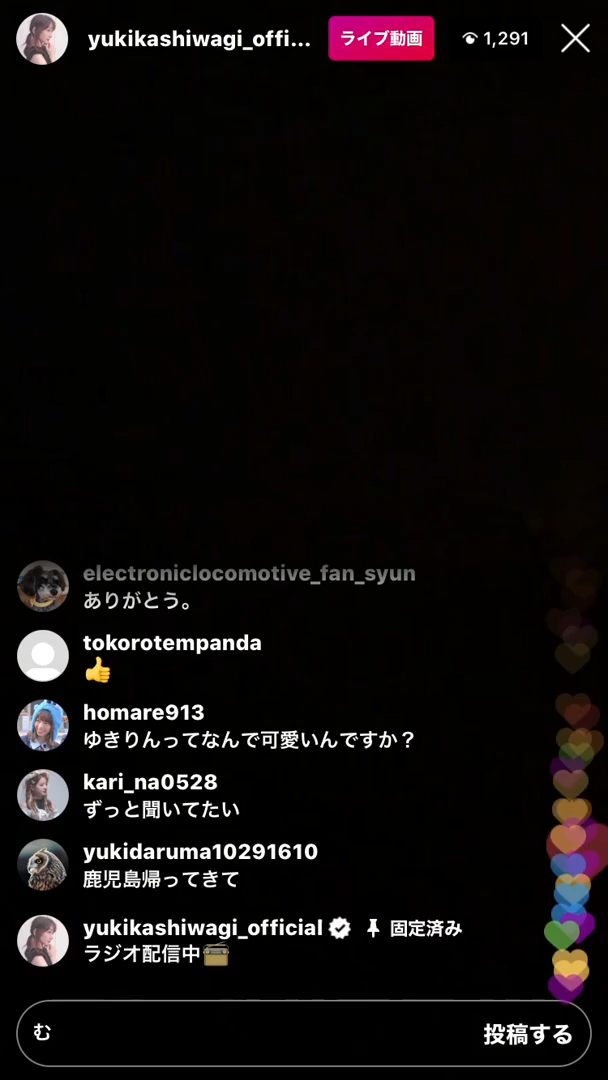 yukikashiwagi_offi...
ライブ動画
1,291
electroniclocomotive_fan_syun
ありがとう。
tokorotempanda
👍
homare913
ゆきりんってなんで可愛いんですか？
kari_na0528
ずっと聞いてたい
yukidaruma10291610
鹿児島帰ってきて
yukikashiwagi_official 固定済み
ラジオ配信中📻
む
投稿する